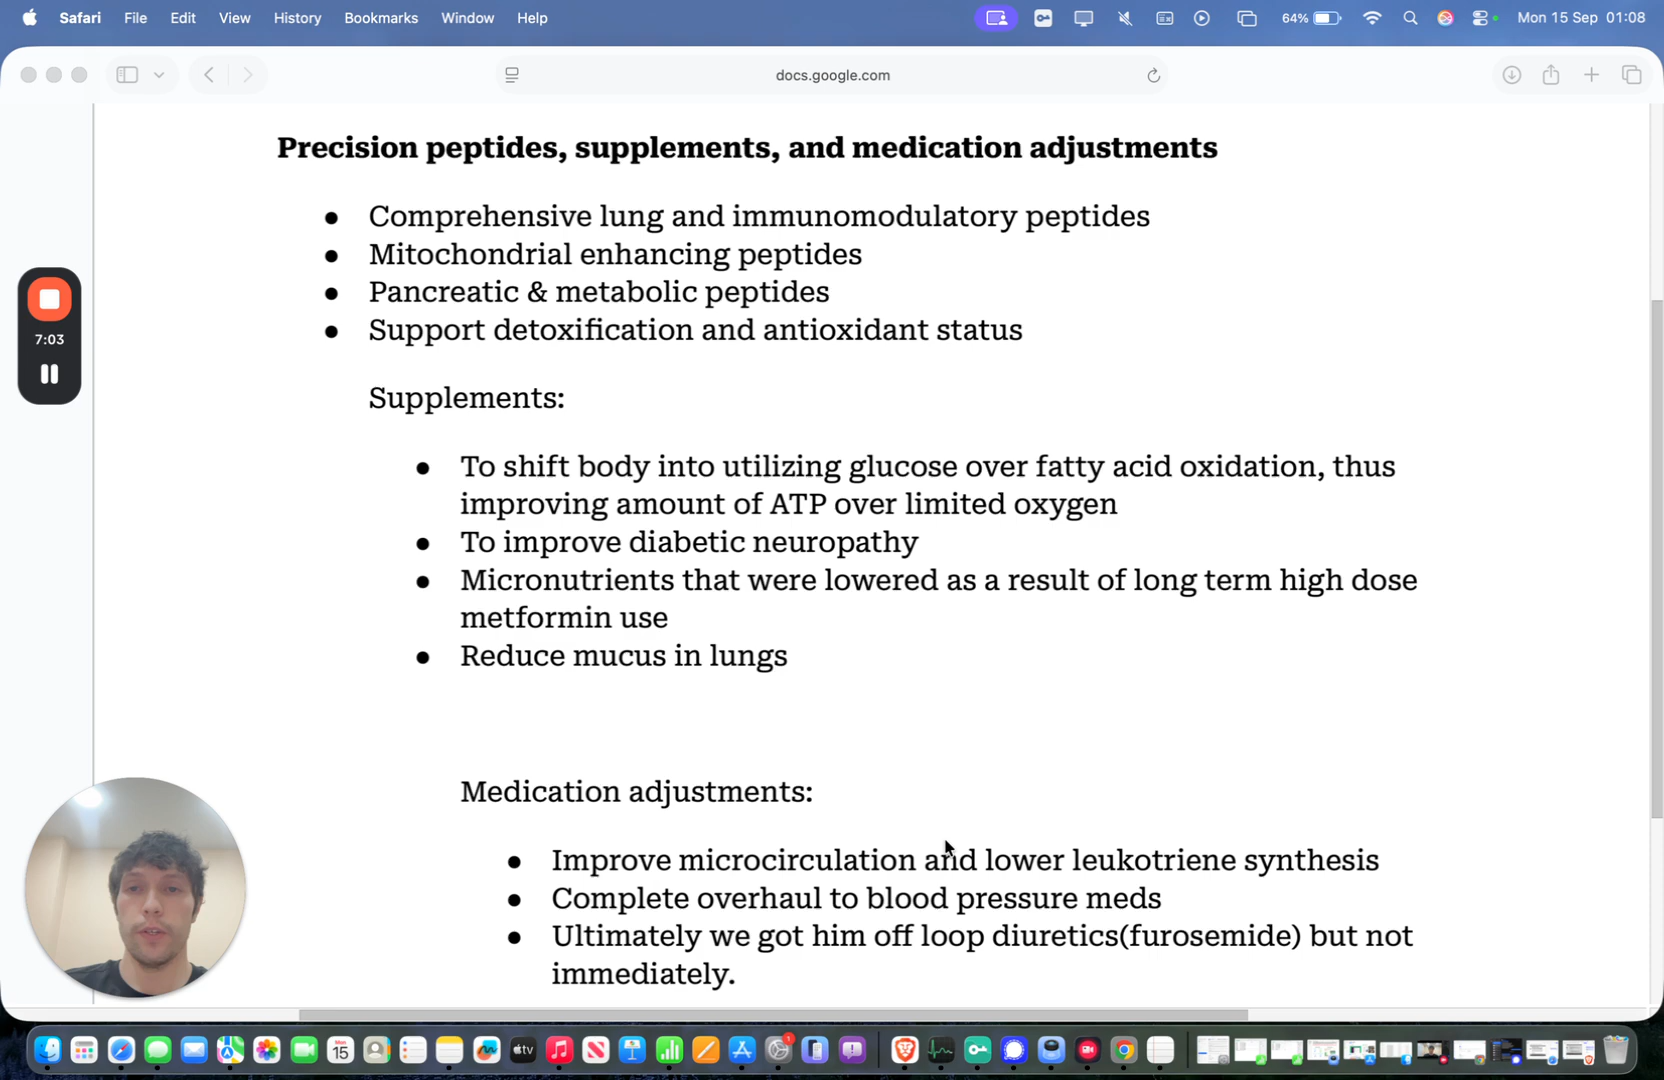 Safari File Edit View History Bookmarks Window Help 64% Mon 15 Sep 01:08
docs.google.com
Precision peptides, supplements, and medication adjustments
● Comprehensive lung and immunomodulatory peptides
● Mitochondrial enhancing peptides
● Pancreatic & metabolic peptides
● Support detoxification and antioxidant status
7:03
Supplements:
● To shift body into utilizing glucose over fatty acid oxidation, thus
improving amount of ATP over limited oxygen
● To improve diabetic neuropathy
● Micronutrients that were lowered as a result of long term high dose
metformin use
● Reduce mucus in lungs
Medication adjustments:
● Improve microcirculation and lower leukotriene synthesis
● Complete overhaul to blood pressure meds
● Ultimately we got him off loop diuretics(furosemide) but not
immediately.
15 tv 1